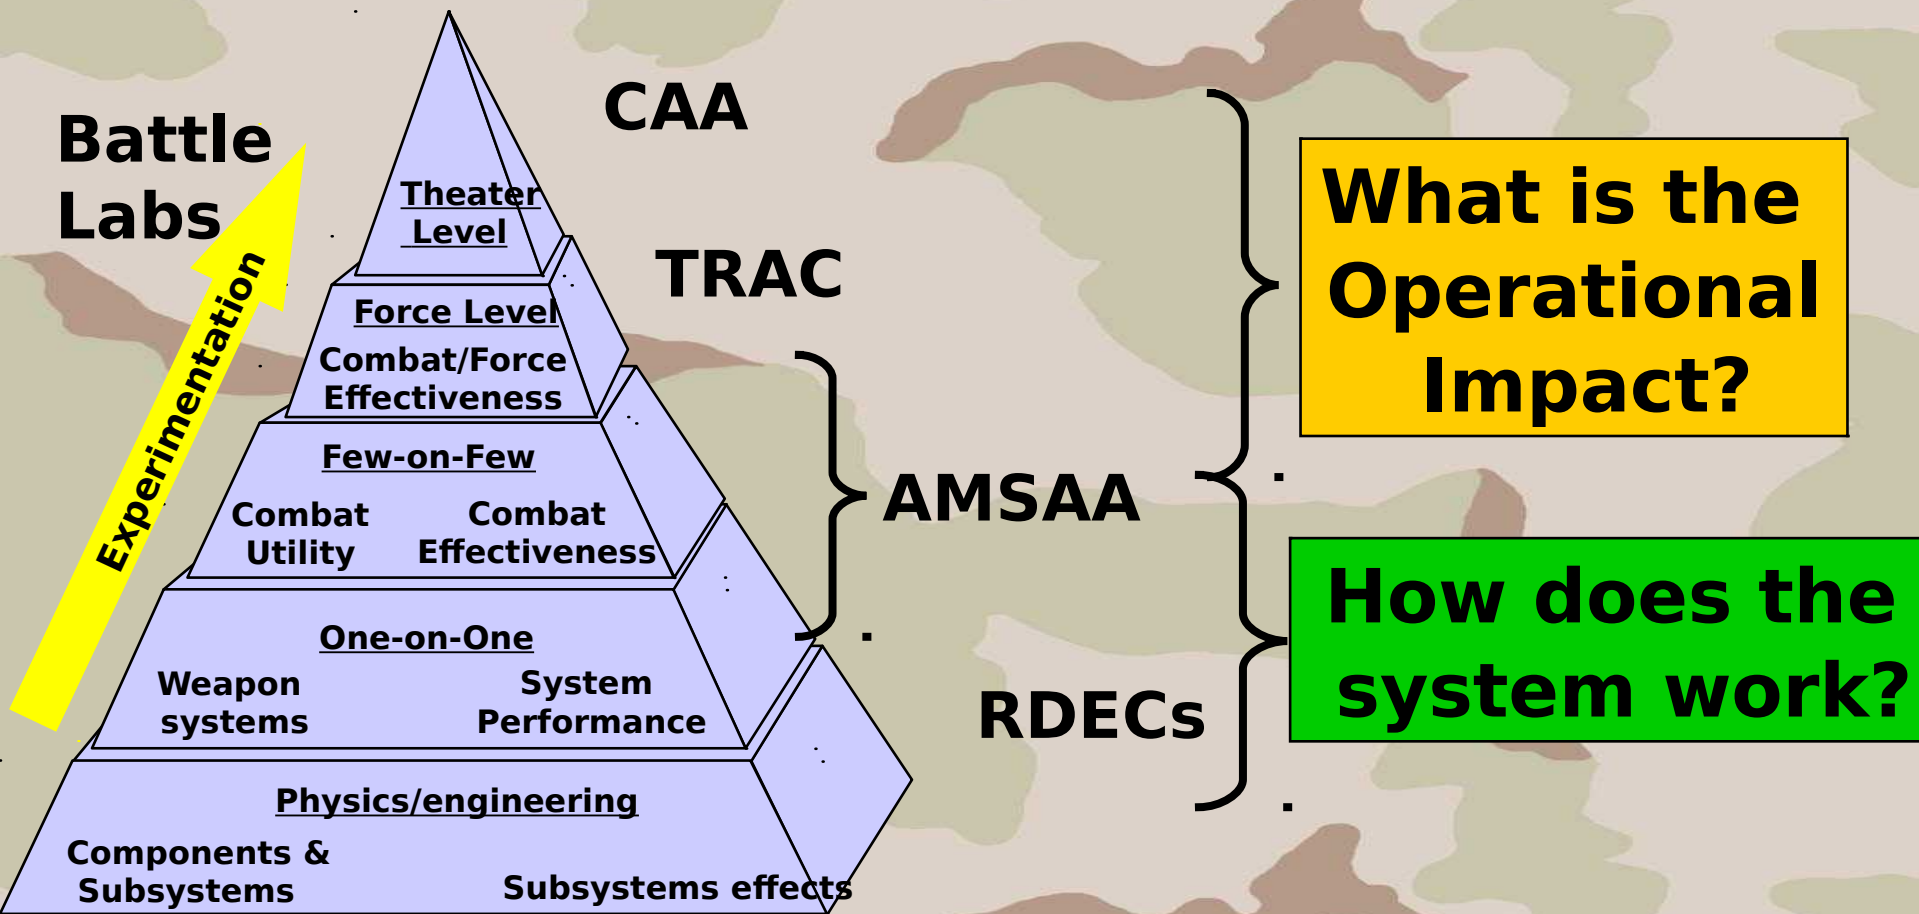 Battle
Labs
Experimentation
Theater
Level
Force Level
Combat/Force
Effectiveness
Few-on-Few
Combat
Utility
Combat
Effectiveness
One-on-One
Weapon
systems
System
Performance
Physics/engineering
Components &
Subsystems
Subsystems effects
CAA
TRAC
AMSAA
RDECs
What is the
Operational
Impact?
How does the
system work?